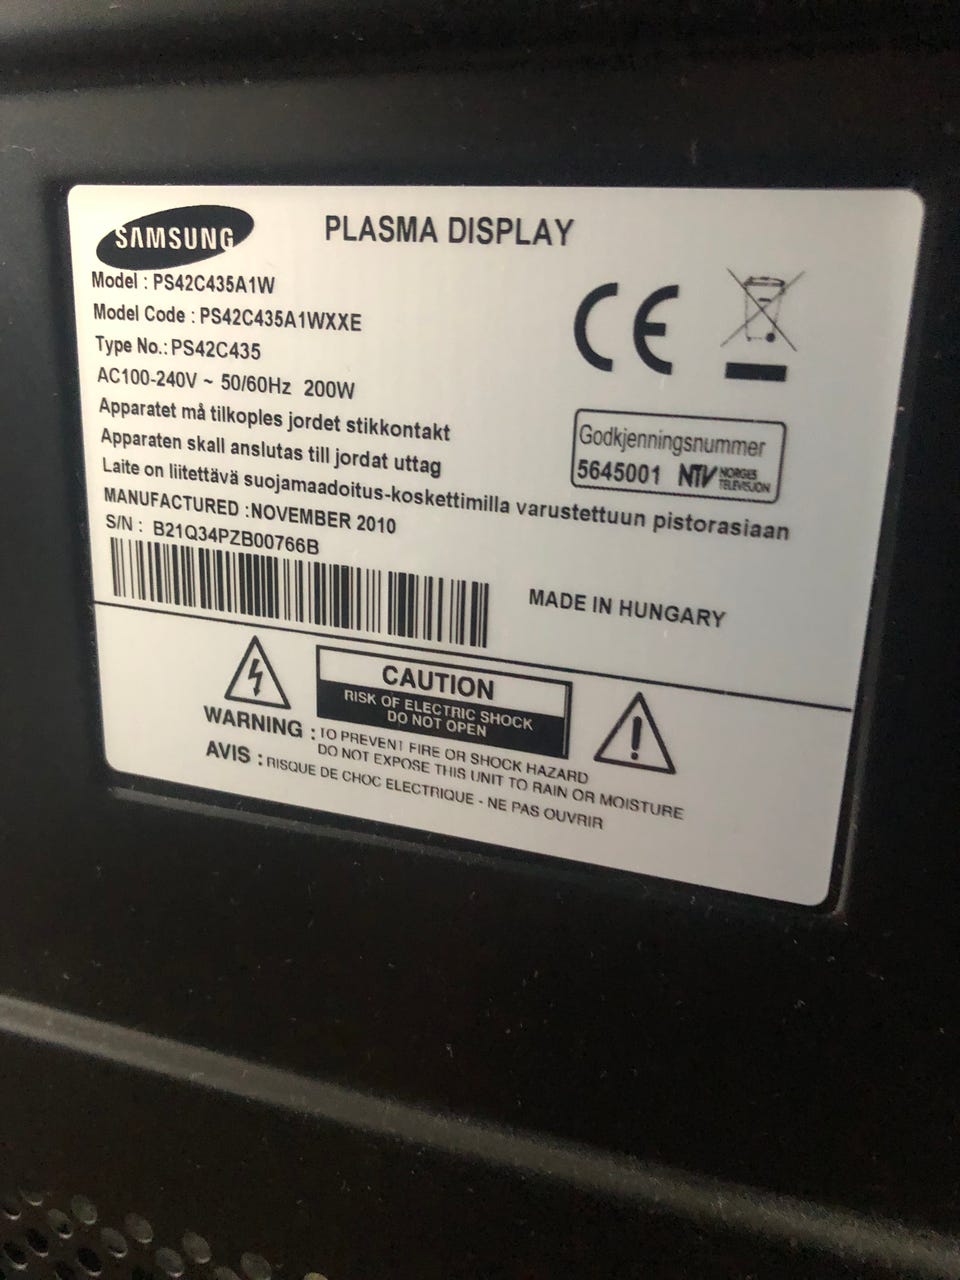 SAMSUNG
PLASMA DISPLAY
Model : PS42C435A1W
Model Code : PS42C435A1WXXE
Type No.: PS42C435
AC100-240V ~ 50/60Hz 200W
Apparatet må tilkoples jordet stikkontakt
Apparaten skall anslutas till jordat uttag
Laite on liitettävä suojamaadoitus-koskettimilla varustettuun pistorasiaan
MANUFACTURED :NOVEMBER 2010
S/N : B21Q34PZB00766B
CE
Godkjenningsnummer
5645001 NTV NORGES
TELEVISJON
MADE IN HUNGARY
CAUTION
RISK OF ELECTRIC SHOCK
DO NOT OPEN
WARNING : TO PREVENT FIRE OR SHOCK HAZARD
DO NOT EXPOSE THIS UNIT TO RAIN OR MOISTURE
AVIS : RISQUE DE CHOC ELECTRIQUE - NE PAS OUVRIR